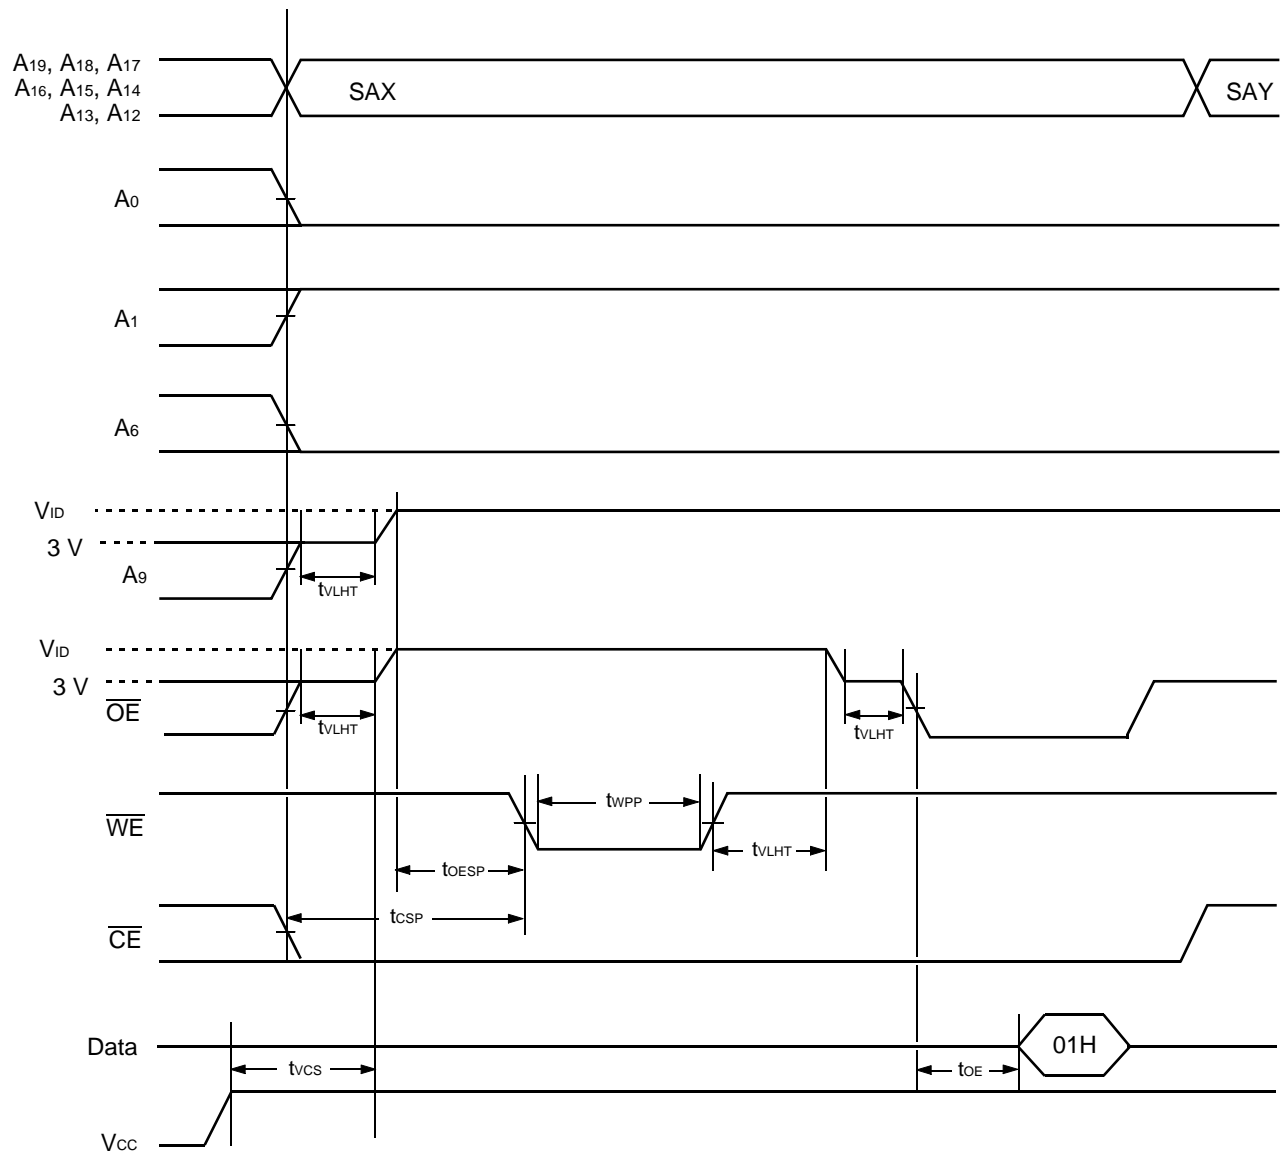 A19, A18, A17
A16, A15, A14
A13, A12
SAX
SAY
A0
A1
A6
VID
3 V
A9
tVLHT
VID
3 V
OE
tVLHT
tVLHT
WE
tWPP
tVLHT
tOESP
tCSP
CE
Data
01H
tVCS
tOE
VCC